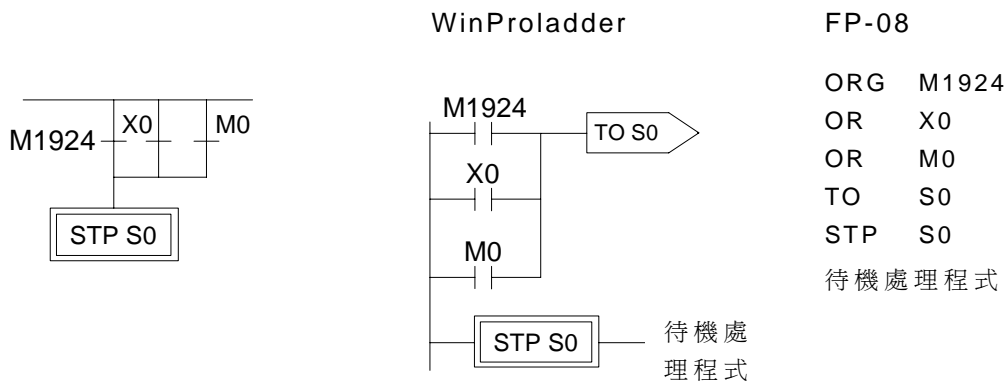 WinProladder
FP-08
M1924
X0
M0
STP S0
M1924
TO S0
X0
M0
STP S0
待機處
理程式
ORG M1924
OR X0
OR M0
TO S0
STP S0
待機處理程式